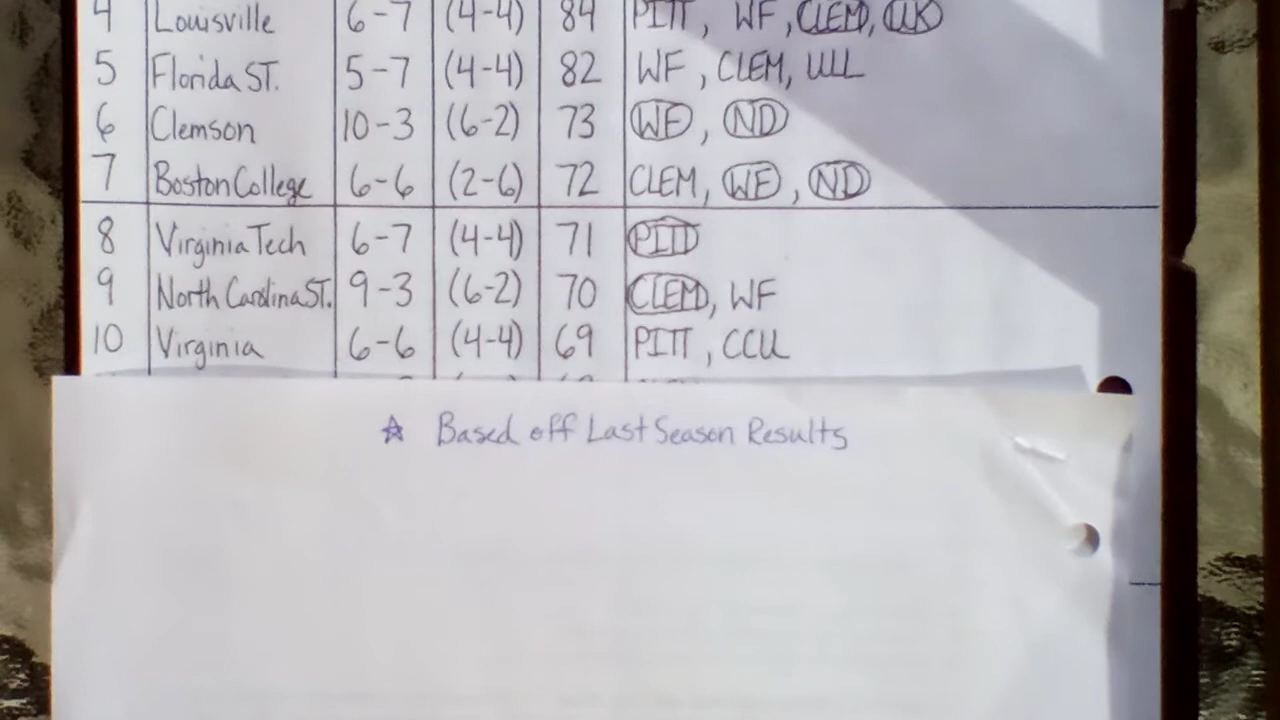 4 Louisville 6-7 (4-4) 84 PITT, WF, CLEM, UK
5 Florida ST. 5-7 (4-4) 82 WF, CLEM, ULL
6 Clemson 10-3 (6-2) 73 WF, ND
7 Boston College 6-6 (2-6) 72 CLEM, WF, ND
8 Virginia Tech 6-7 (4-4) 71 PITT
9 North Carolina ST. 9-3 (6-2) 70 CLEM, WF
10 Virginia 6-6 (4-4) 69 PITT, CCU
☆ Based off Last Season Results